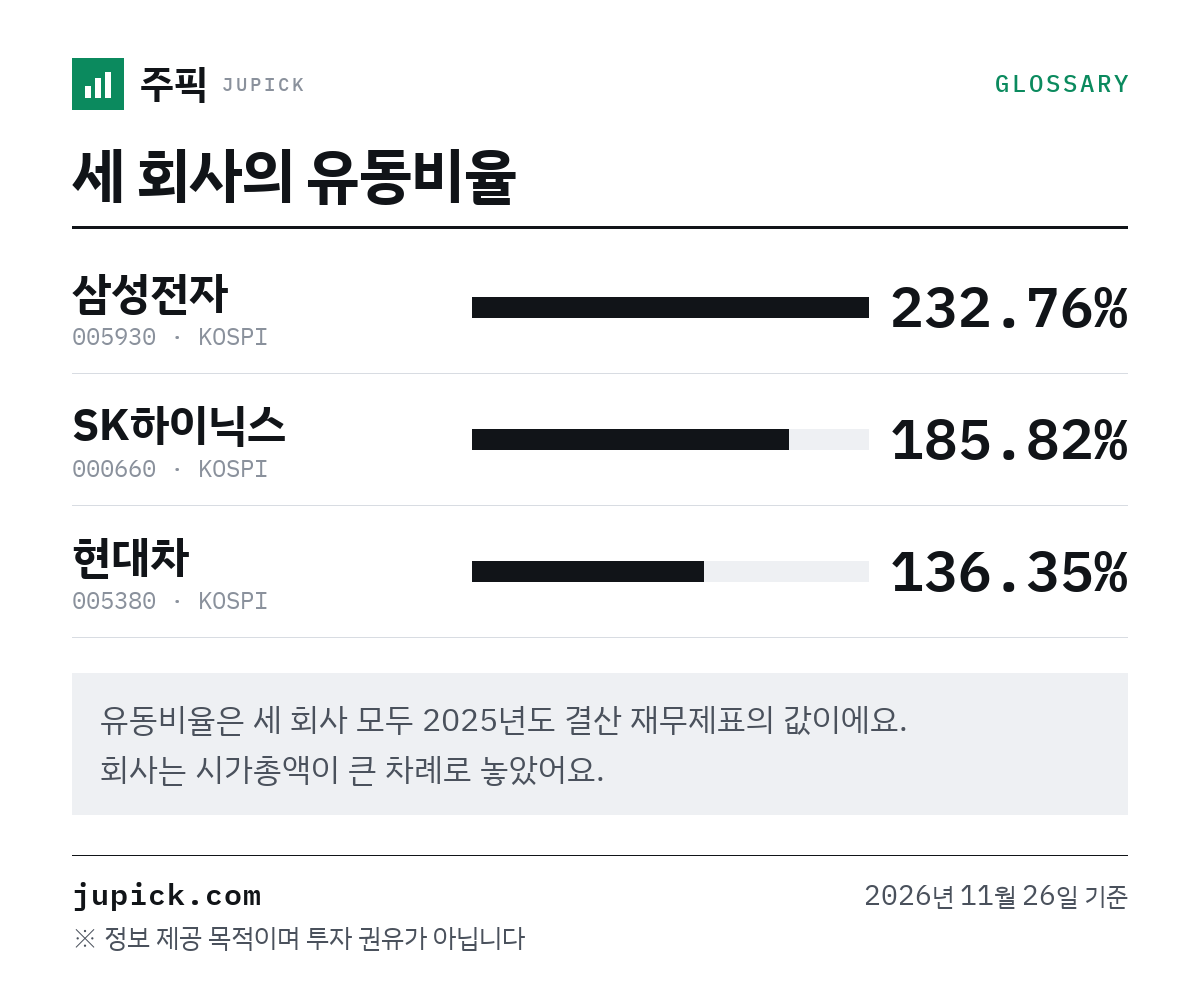 주픽 JUPICK
GLOSSARY
세 회사의 유동비율
삼성전자
005930 · KOSPI
232.76%
SK하이닉스
000660 · KOSPI
185.82%
현대차
005380 · KOSPI
136.35%
유동비율은 세 회사 모두 2025년도 결산 재무제표의 값이에요.
회사는 시가총액이 큰 차례로 놓았어요.
jupick.com
2026년 11월 26일 기준
※ 정보 제공 목적이며 투자 권유가 아닙니다